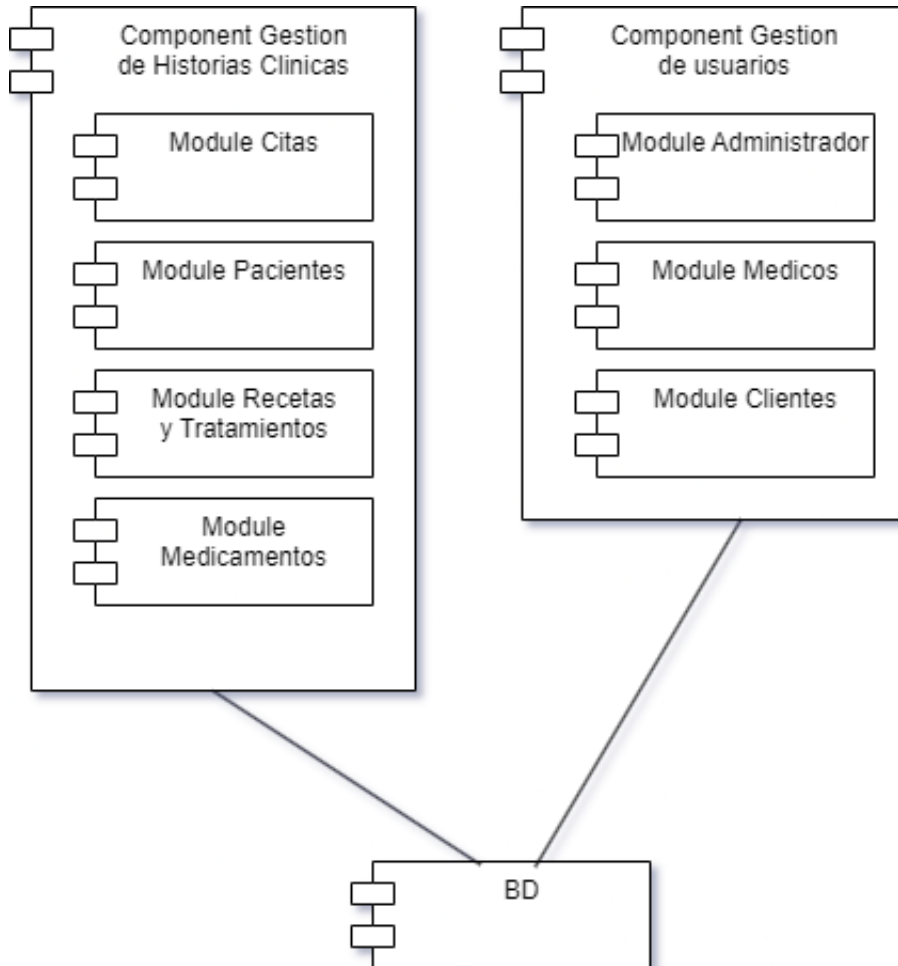 Component Gestion
de Historias Clinicas
Module Citas
Module Pacientes
Module Recetas
y Tratamientos
Module
Medicamentos
Component Gestion
de usuarios
Module Administrador
Module Medicos
Module Clientes
BD